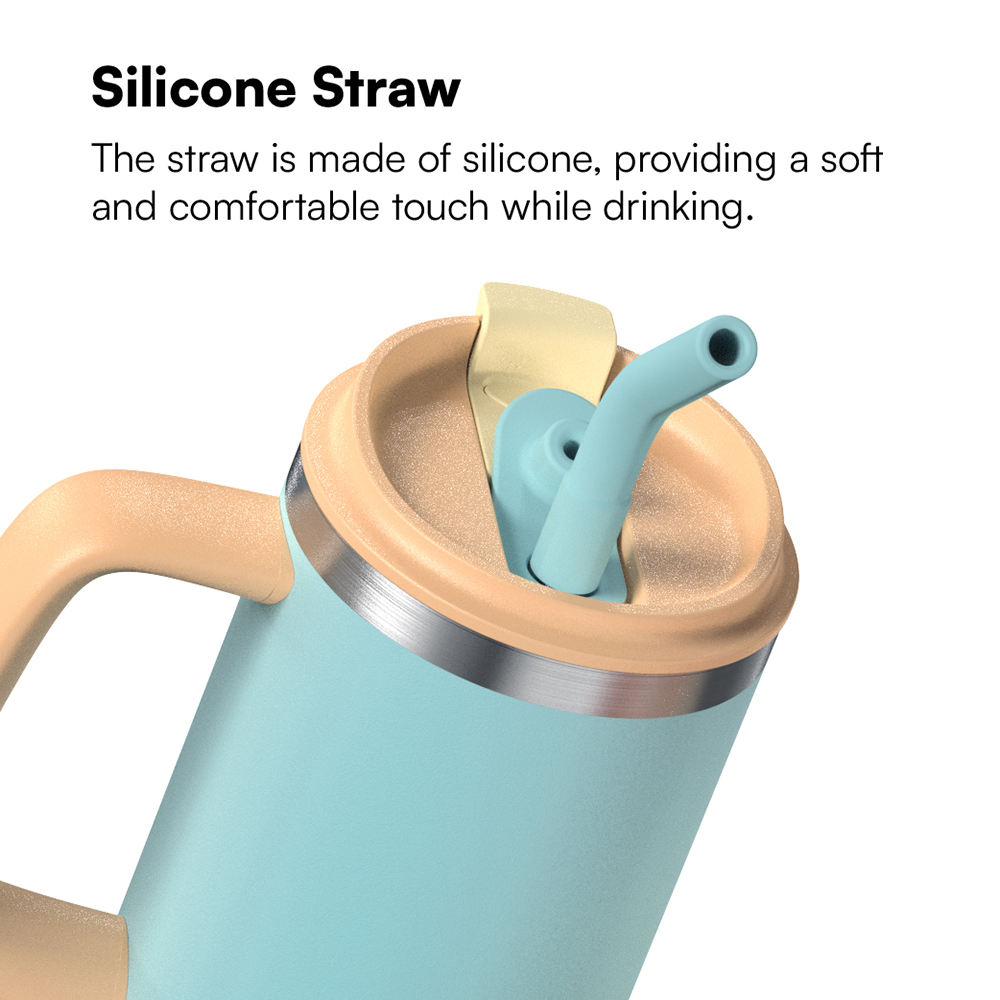 Silicone Straw
The straw is made of silicone, providing a soft
and comfortable touch while drinking.